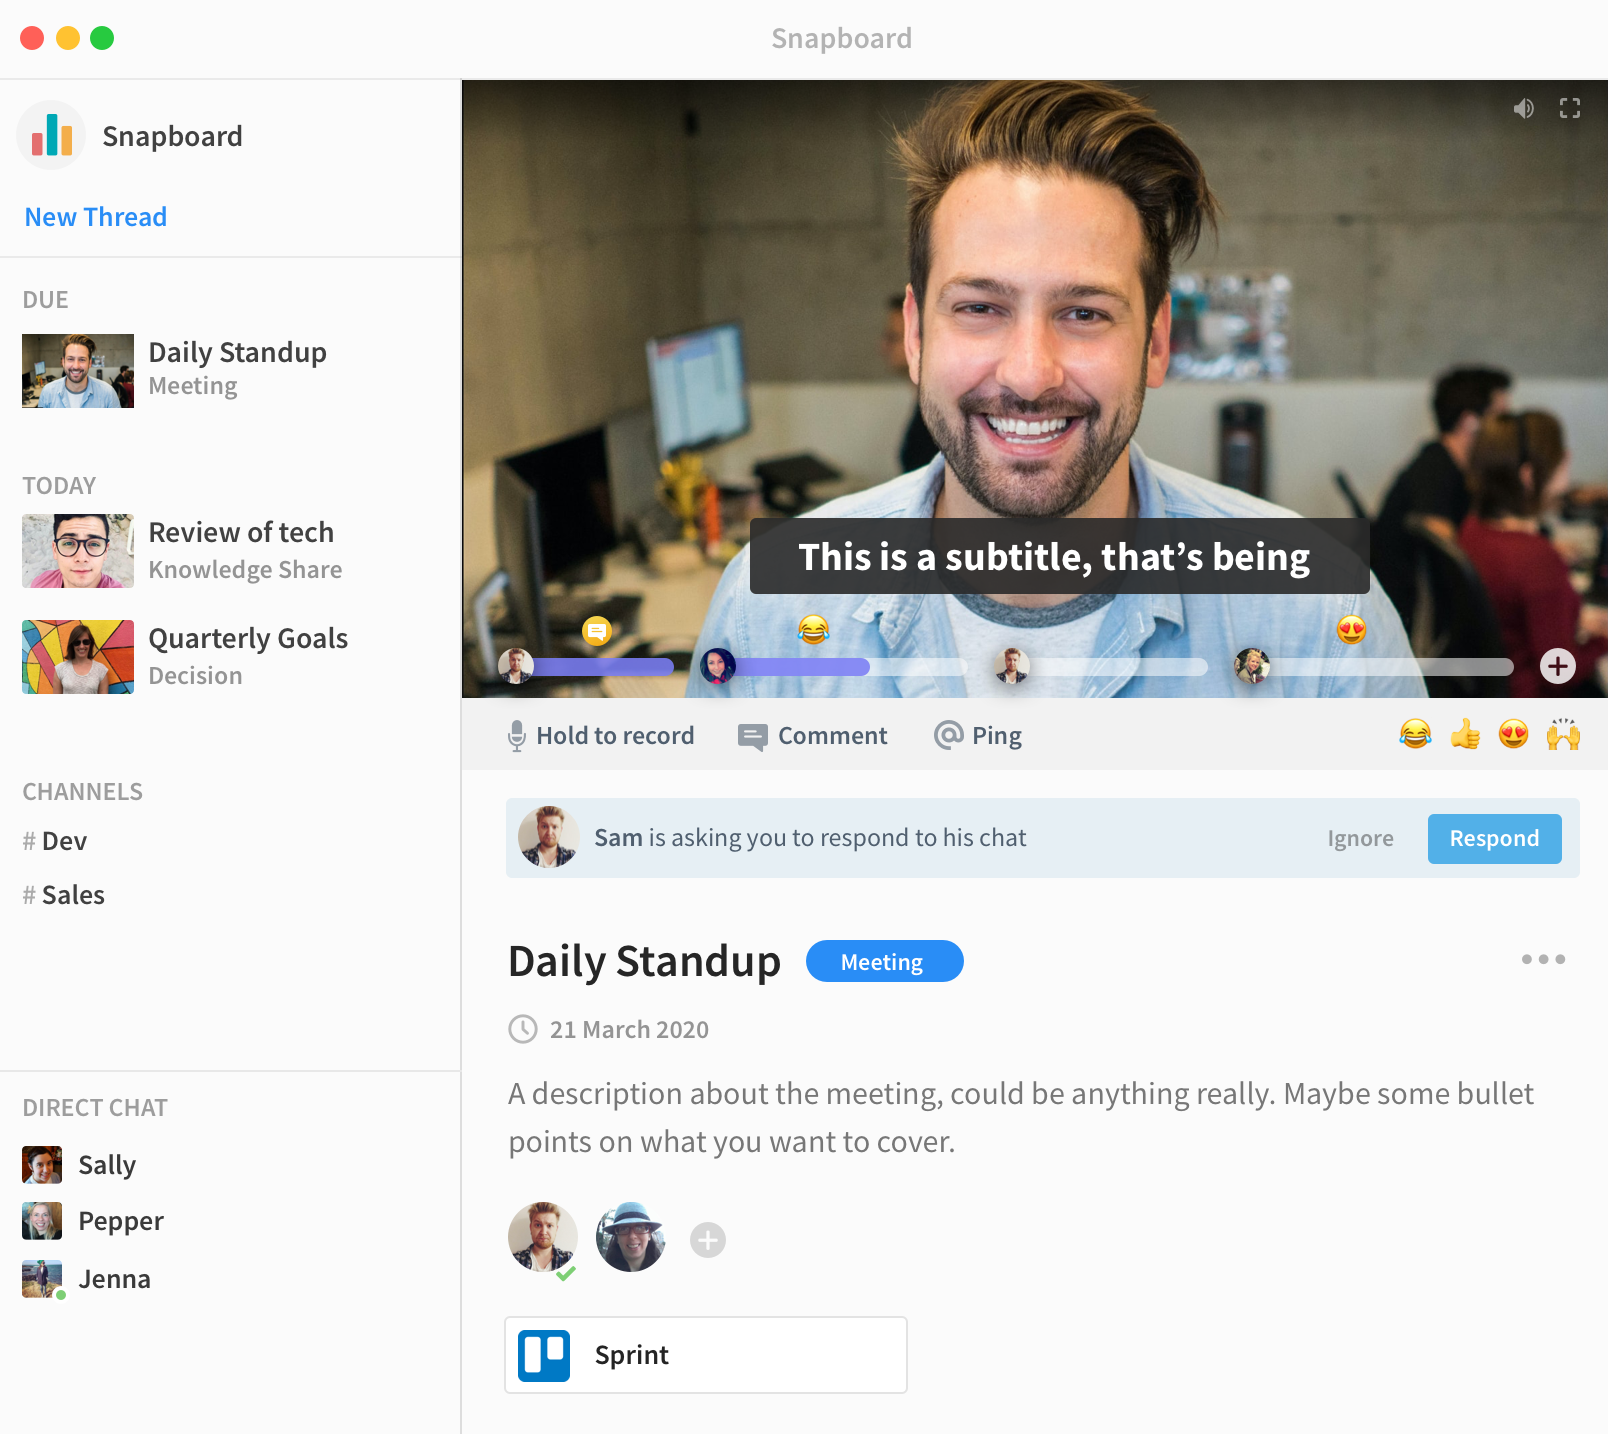 Snapboard
Snapboard
New Thread
DUE
Daily Standup
Meeting
TODAY
Review of tech
Knowledge Share
Quarterly Goals
Decision
CHANNELS
# Dev
# Sales
DIRECT CHAT
Sally
Pepper
Jenna
This is a subtitle, that’s being
Hold to record
Comment
Ping
Sam is asking you to respond to his chat
Ignore
Respond
Daily Standup
Meeting
21 March 2020
A description about the meeting, could be anything really. Maybe some bullet
points on what you want to cover.
Sprint